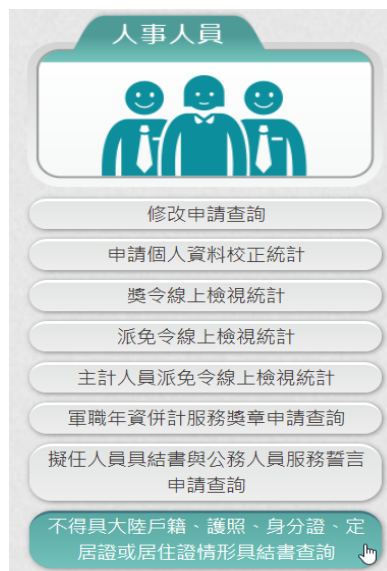 人事人員
修改申請查詢
申請個人資料校正統計
獎令線上檢視統計
派免令線上檢視統計
主計人員派免令線上檢視統計
軍職年資併計服務獎章申請查詢
擬任人員具結書與公務人員服務誓言
申請查詢
不得具大陸戶籍、護照、身分證、定
居證或居住證情形具結書查詢